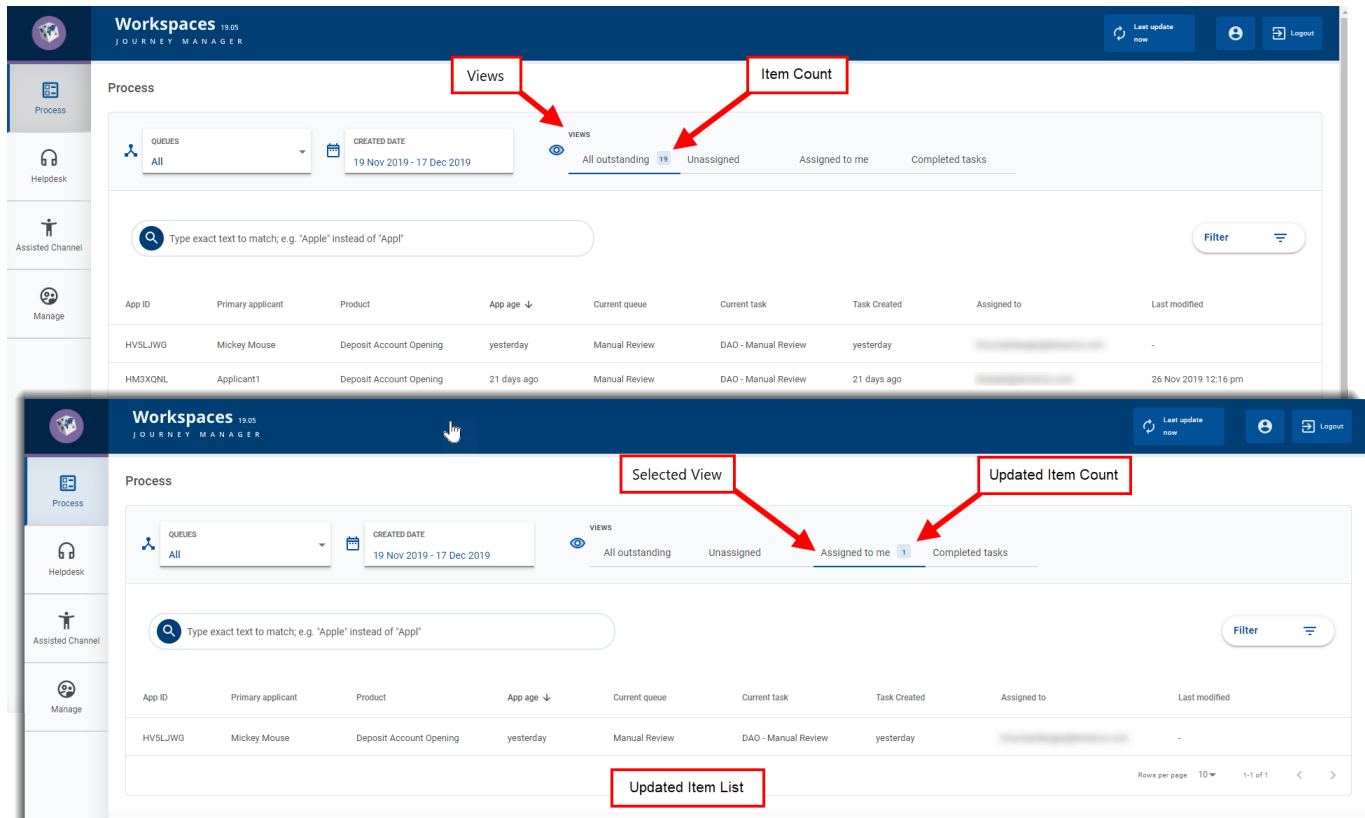 Workspaces 19.05
JOURNEY MANAGER
Last update
now
Logout
Process
Helpdesk
Assisted Channel
Manage
Process
Views
Item Count
QUEUES
All
CREATED DATE
19 Nov 2019 - 17 Dec 2019
VIEWS
All outstanding 19 Unassigned Assigned to me Completed tasks
Type exact text to match; e.g. "Apple" instead of "Appl"
Filter
App ID Primary applicant Product App age Current queue Current task Task Created Assigned to Last modified
HV5LJWG Mickey Mouse Deposit Account Opening yesterday Manual Review DAO - Manual Review yesterday -
HM3XQNL Applicant1 Deposit Account Opening 21 days ago Manual Review DAO - Manual Review 21 days ago 26 Nov 2019 12:16 pm
Workspaces 19.05
JOURNEY MANAGER
Last update
now
Logout
Process
Helpdesk
Assisted Channel
Manage
Process
Selected View
Updated Item Count
QUEUES
All
CREATED DATE
19 Nov 2019 - 17 Dec 2019
VIEWS
All outstanding Unassigned Assigned to me 1 Completed tasks
Type exact text to match; e.g. "Apple" instead of "Appl"
Filter
App ID Primary applicant Product App age Current queue Current task Task Created Assigned to Last modified
HV5LJWG Mickey Mouse Deposit Account Opening yesterday Manual Review DAO - Manual Review yesterday -
Rows per page 10 1-1 of 1
Updated Item List